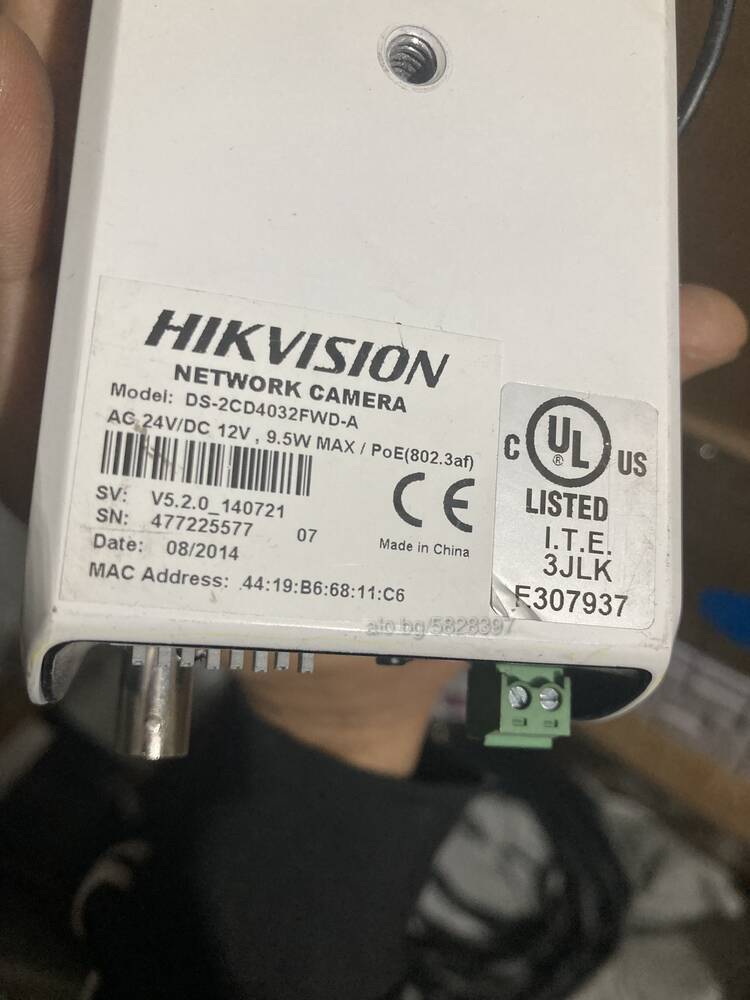 HIKVISION
NETWORK CAMERA
Model: DS-2CD4032FWD-A
AC 24V/DC 12V , 9.5W MAX / PoE(802.3af)
SV: V5.2.0_140721
SN: 477225577 07
Date: 08/2014
Made in China
MAC Address: 44:19:B6:68:11:C6
C UL ® US
LISTED
I.T.E.
3JLK
E307937
alo.bg/5828397